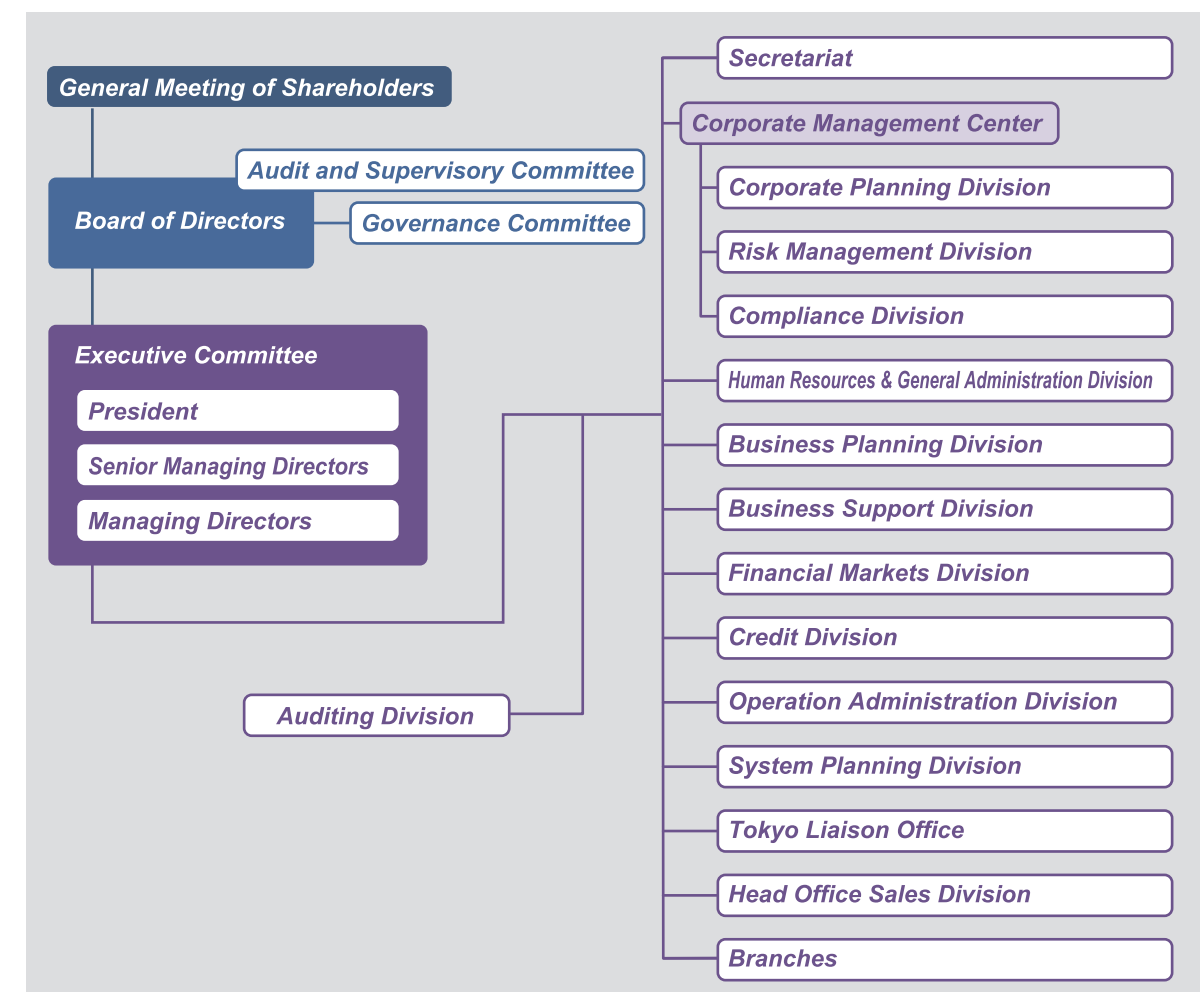 General Meeting of Shareholders
Audit and Supervisory Committee
Board of Directors
Governance Committee
Executive Committee
President
Senior Managing Directors
Managing Directors
Auditing Division
Secretariat
Corporate Management Center
Corporate Planning Division
Risk Management Division
Compliance Division
Human Resources & General Administration Division
Business Planning Division
Business Support Division
Financial Markets Division
Credit Division
Operation Administration Division
System Planning Division
Tokyo Liaison Office
Head Office Sales Division
Branches